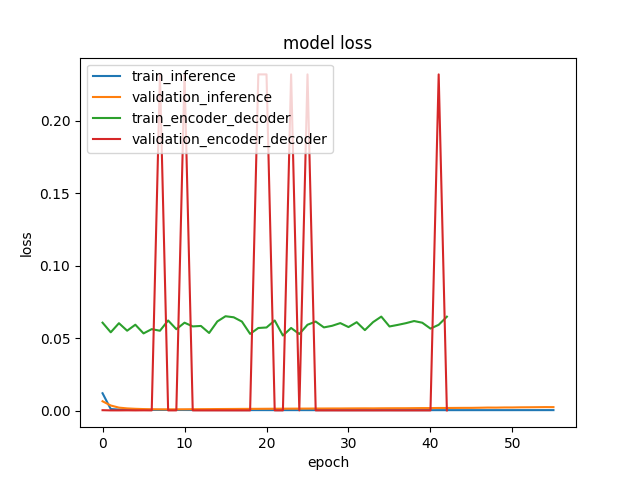 model loss
train_inference
validation_inference
train_encoder_decoder
validation_encoder_decoder
0.20
0.15
0.10
0.05
0.00
loss
0 10 20 30 40 50
epoch